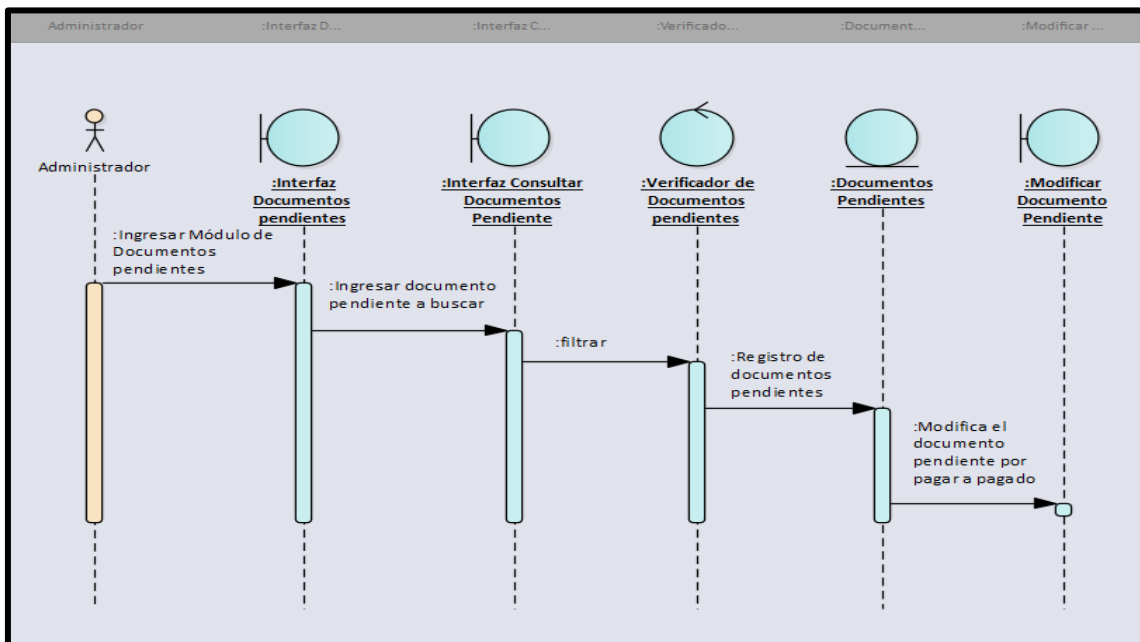 Administrador
:Interfaz D...
:Interfaz C...
:Verificado...
:Document...
:Modificar ...
Administrador
:Interfaz
Documentos
pendientes
:Interfaz Consultar
Documentos
Pendiente
:Verificador de
Documentos
pendientes
:Documentos
Pendientes
:Modificar
Documento
Pendiente
:Ingresar Módulo de
Documentos
pendientes
:Ingresar documento
pendiente a buscar
:filtrar
:Registro de
documentos
pendientes
:Modifica el
documento
pendiente por
pagar a pagado